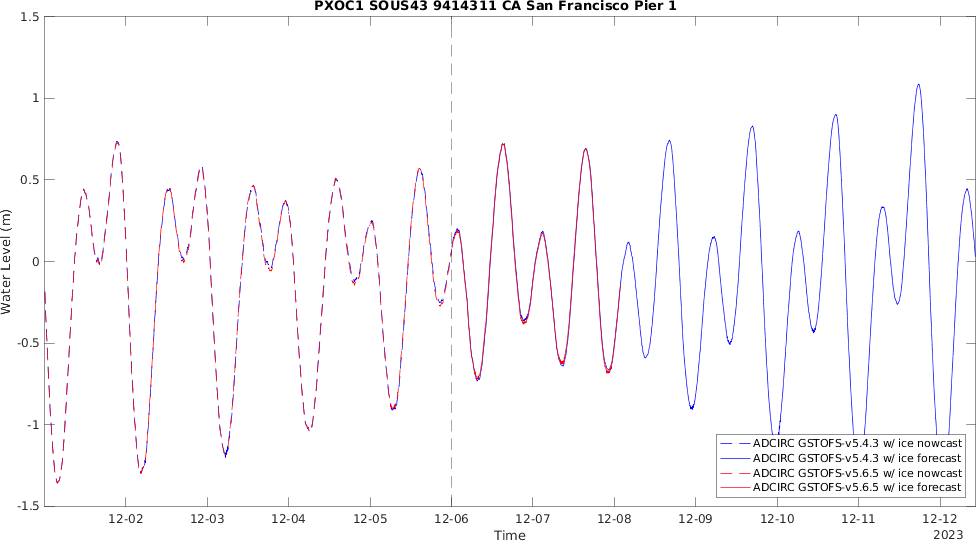 PXOC1 SOUS43 9414311 CA San Francisco Pier 1
1.5
1
0.5
0
-0.5
-1
-1.5
Water Level (m)
12-02
12-03
12-04
12-05
12-06
12-07
12-08
12-09
12-10
12-11
12-12
2023
Time
ADCIRC GSTOFS-v5.4.3 w/ ice nowcast
ADCIRC GSTOFS-v5.4.3 w/ ice forecast
ADCIRC GSTOFS-v5.6.5 w/ ice nowcast
ADCIRC GSTOFS-v5.6.5 w/ ice forecast